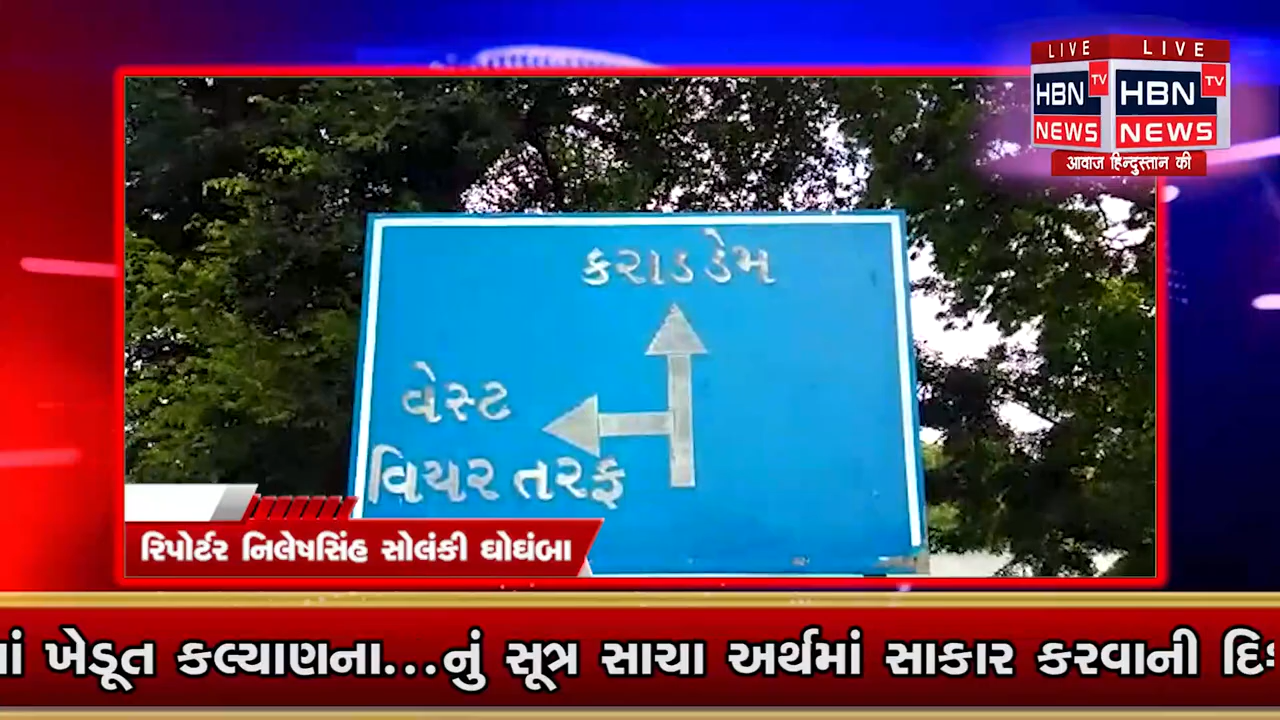 LIVE LIVE
HBN TV HBN TV
NEWS NEWS
आवाज हिन्दुस्तान की
કરાડ ડેમ
વેસ્ટ
વિયર તરફ
રિપોર્ટર નિલેષસિંહ સોલંકી ઘોઘંબા
ખેડૂત કલ્યાણના...નું સૂત્ર સાચા અર્થમાં સાકાર કરવાની